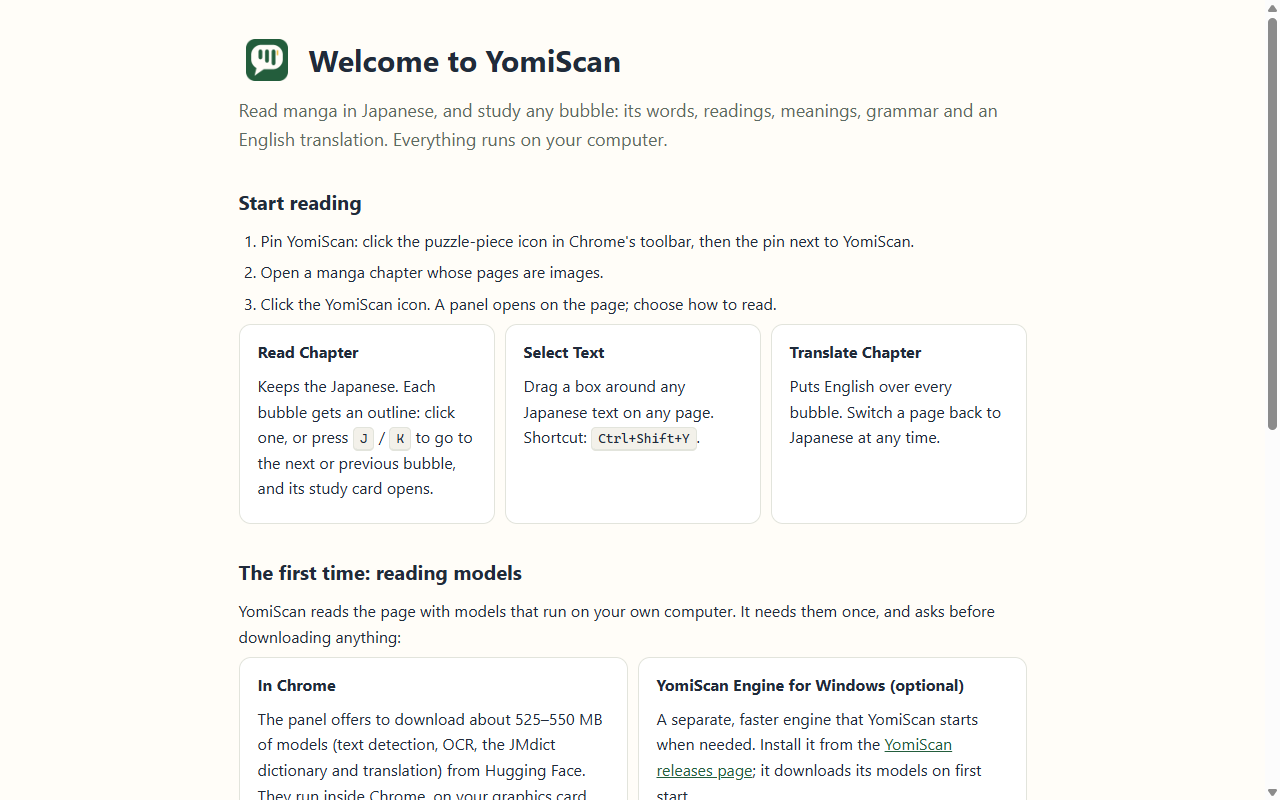 Welcome to YomiScan
Read manga in Japanese, and study any bubble: its words, readings, meanings, grammar and an
English translation. Everything runs on your computer.
Start reading
1. Pin YomiScan: click the puzzle-piece icon in Chrome's toolbar, then the pin next to YomiScan.
2. Open a manga chapter whose pages are images.
3. Click the YomiScan icon. A panel opens on the page; choose how to read.
Read Chapter
Keeps the Japanese. Each
bubble gets an outline: click
one, or press J / K to go to
the next or previous bubble,
and its study card opens.
Select Text
Drag a box around any
Japanese text on any page.
Shortcut: Ctrl+Shift+Y.
Translate Chapter
Puts English over every
bubble. Switch a page back to
Japanese at any time.
The first time: reading models
YomiScan reads the page with models that run on your own computer. It needs them once, and asks before
downloading anything:
In Chrome
The panel offers to download about 525–550 MB
of models (text detection, OCR, the JMdict
dictionary and translation) from Hugging Face.
They run inside Chrome, on your graphics card
YomiScan Engine for Windows (optional)
A separate, faster engine that YomiScan starts
when needed. Install it from the YomiScan
releases page; it downloads its models on first
start.